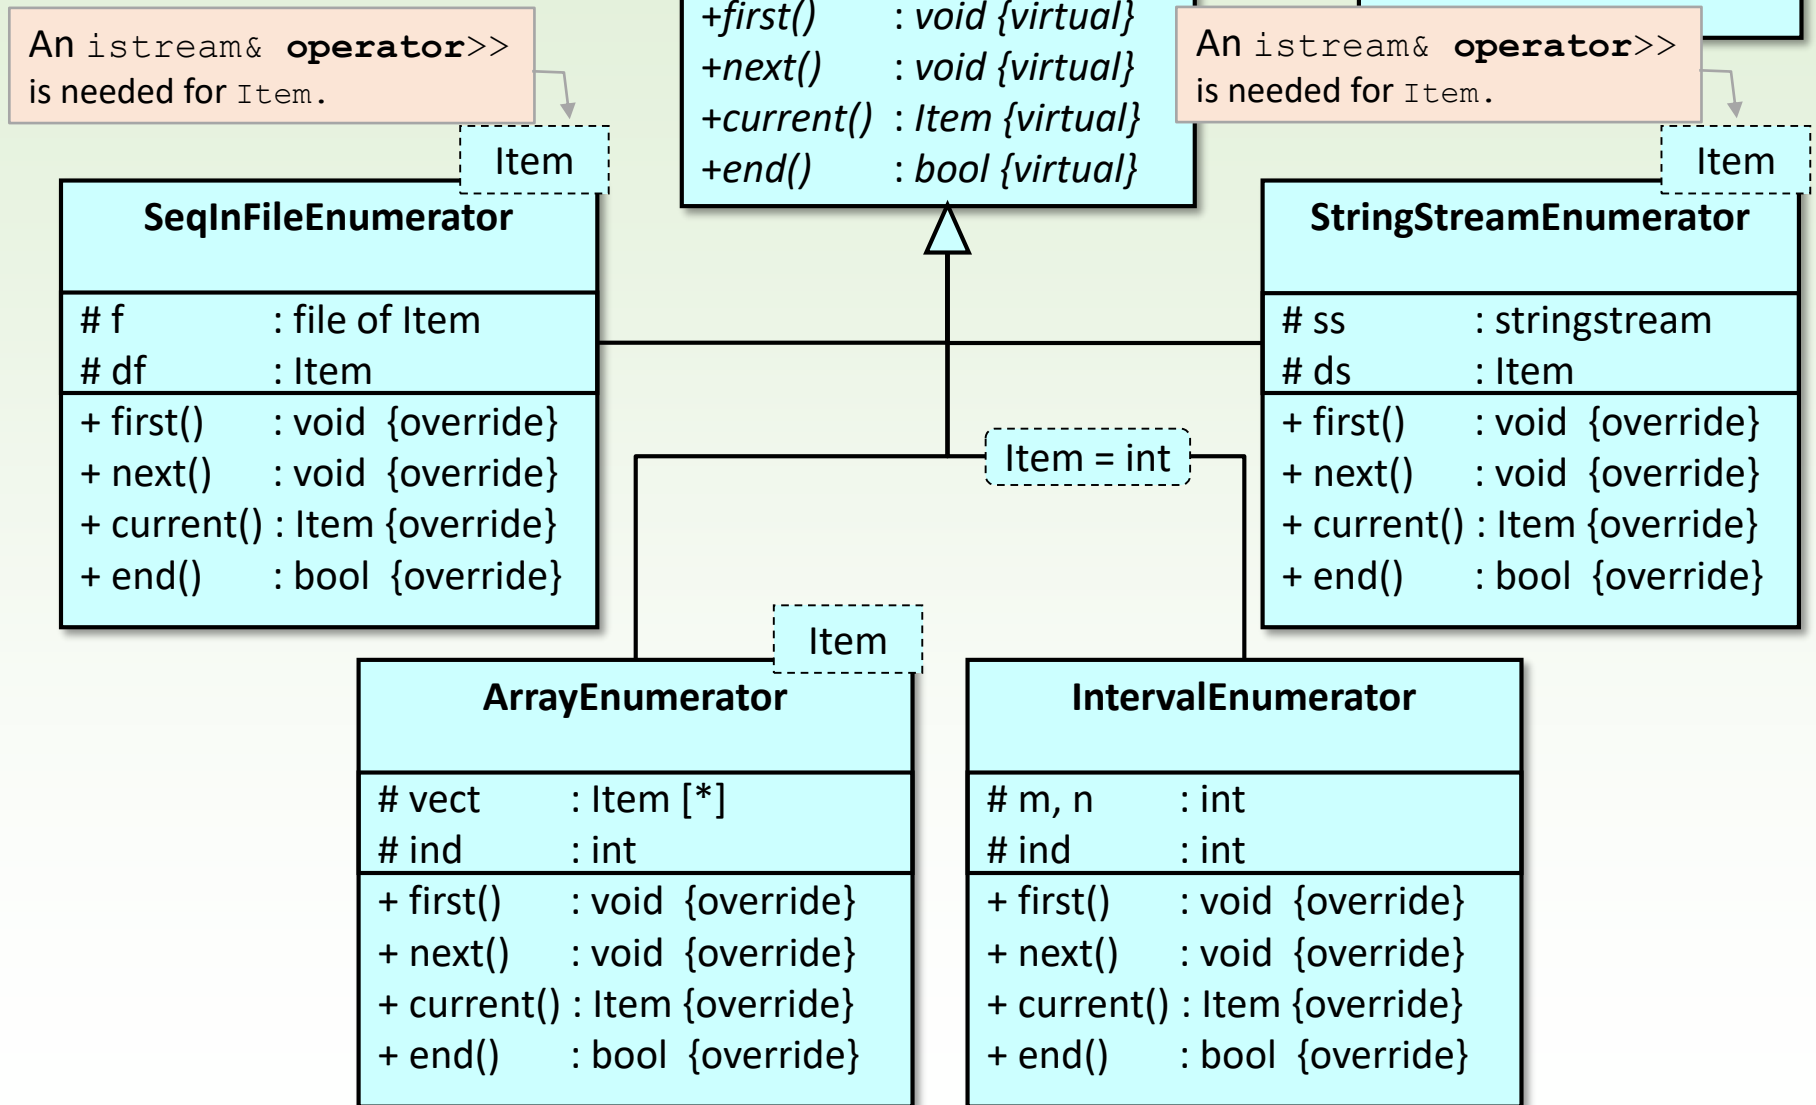 An istream& operator>>
is needed for Item.
+first() : void {virtual}
+next() : void {virtual}
+current() : Item {virtual}
+end() : bool {virtual}
An istream& operator>>
is needed for Item.
Item
SeqInFileEnumerator
# f : file of Item
# df : Item
+ first() : void {override}
+ next() : void {override}
+ current() : Item {override}
+ end() : bool {override}
Item
StringStreamEnumerator
# ss : stringstream
# ds : Item
+ first() : void {override}
+ next() : void {override}
+ current() : Item {override}
+ end() : bool {override}
Item = int
Item
ArrayEnumerator
# vect : Item [*]
# ind : int
+ first() : void {override}
+ next() : void {override}
+ current() : Item {override}
+ end() : bool {override}
IntervalEnumerator
# m, n : int
# ind : int
+ first() : void {override}
+ next() : void {override}
+ current() : Item {override}
+ end() : bool {override}